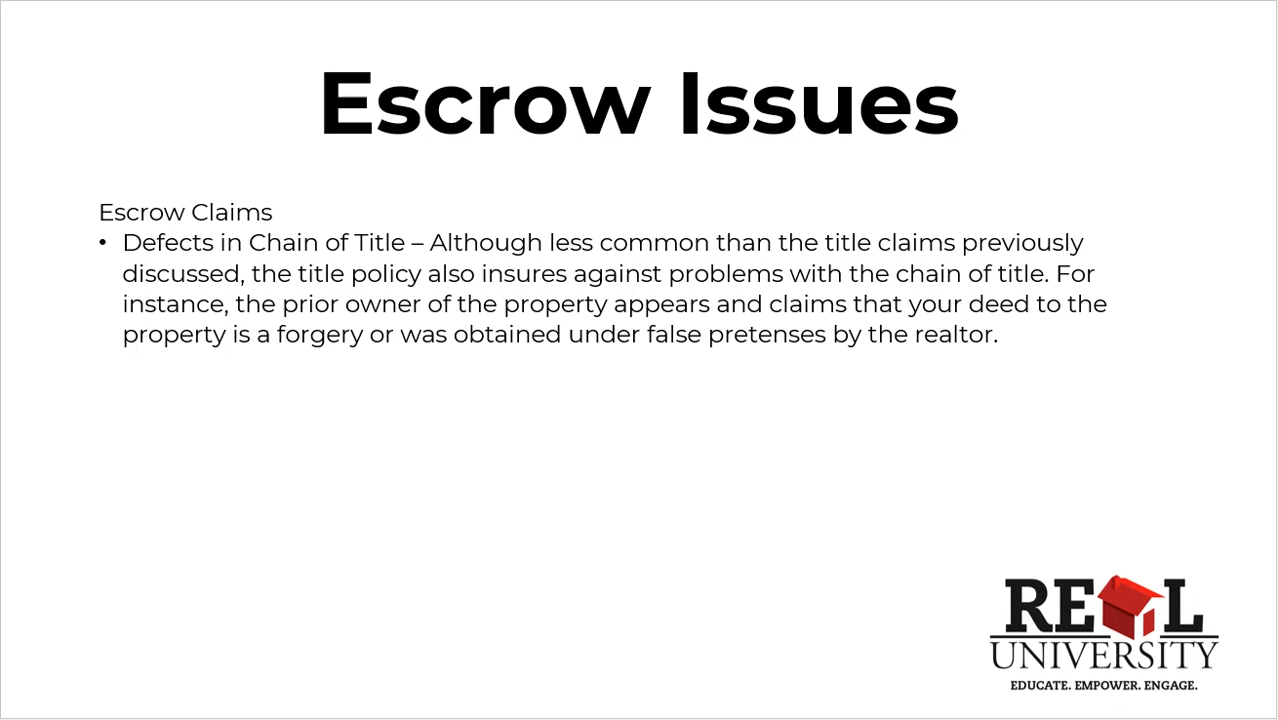 Escrow Issues
Escrow Claims
• Defects in Chain of Title – Although less common than the title claims previously
discussed, the title policy also insures against problems with the chain of title. For
instance, the prior owner of the property appears and claims that your deed to the
property is a forgery or was obtained under false pretenses by the realtor.
RE L
UNIVERSITY
EDUCATE. EMPOWER. ENGAGE.